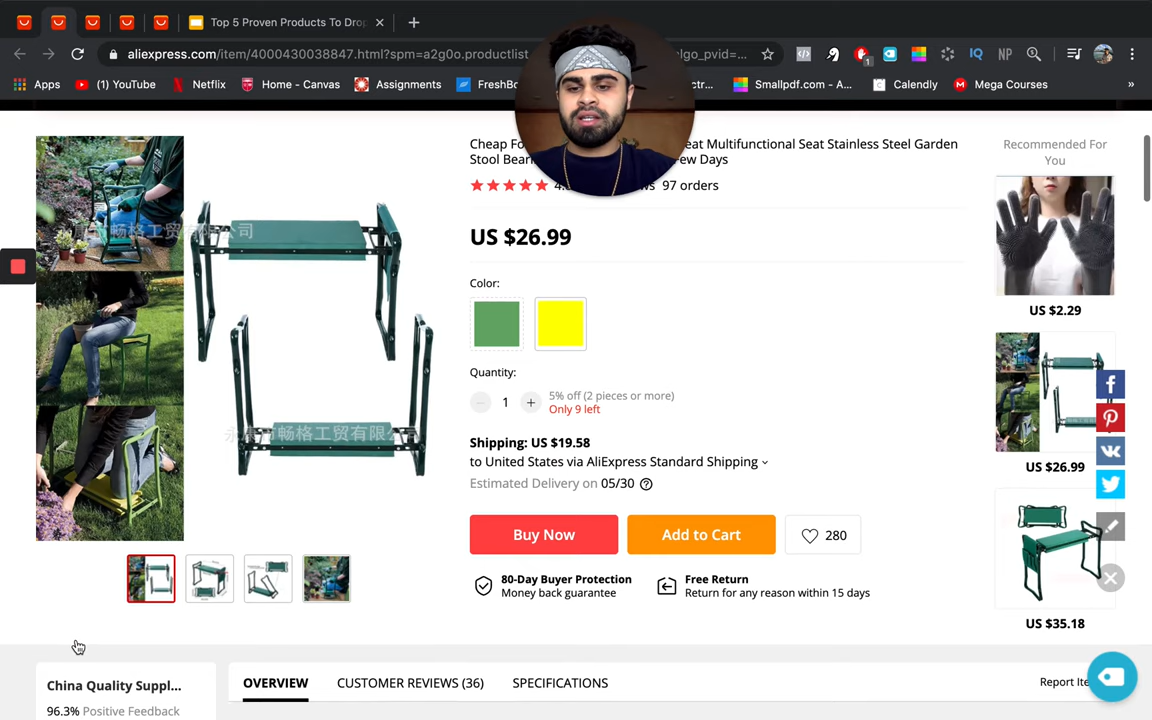 Top 5 Proven Products To Drop
aliexpress.com/item/4000430038847.html?spm=a2g0o.productlist
algo_pvid=...
IQ
NP
1
Apps
(1) YouTube
Netflix
Home - Canvas
Assignments
FreshBo
ctr...
Smallpdf.com - A...
Calendly
Mega Courses
»
Cheap Fo
eat Multifunctional Seat Stainless Steel Garden
Stool Bear
ew Days
97 orders
US $26.99
Color:
Quantity:
1
5% off (2 pieces or more)
Only 9 left
Shipping: US $19.58
to United States via AliExpress Standard Shipping
Estimated Delivery on 05/30
Buy Now
Add to Cart
280
80-Day Buyer Protection
Money back guarantee
Free Return
Return for any reason within 15 days
Recommended For
You
US $2.29
US $26.99
US $35.18
China Quality Suppl...
96.3% Positive Feedback
OVERVIEW
CUSTOMER REVIEWS (36)
SPECIFICATIONS
Report Ite